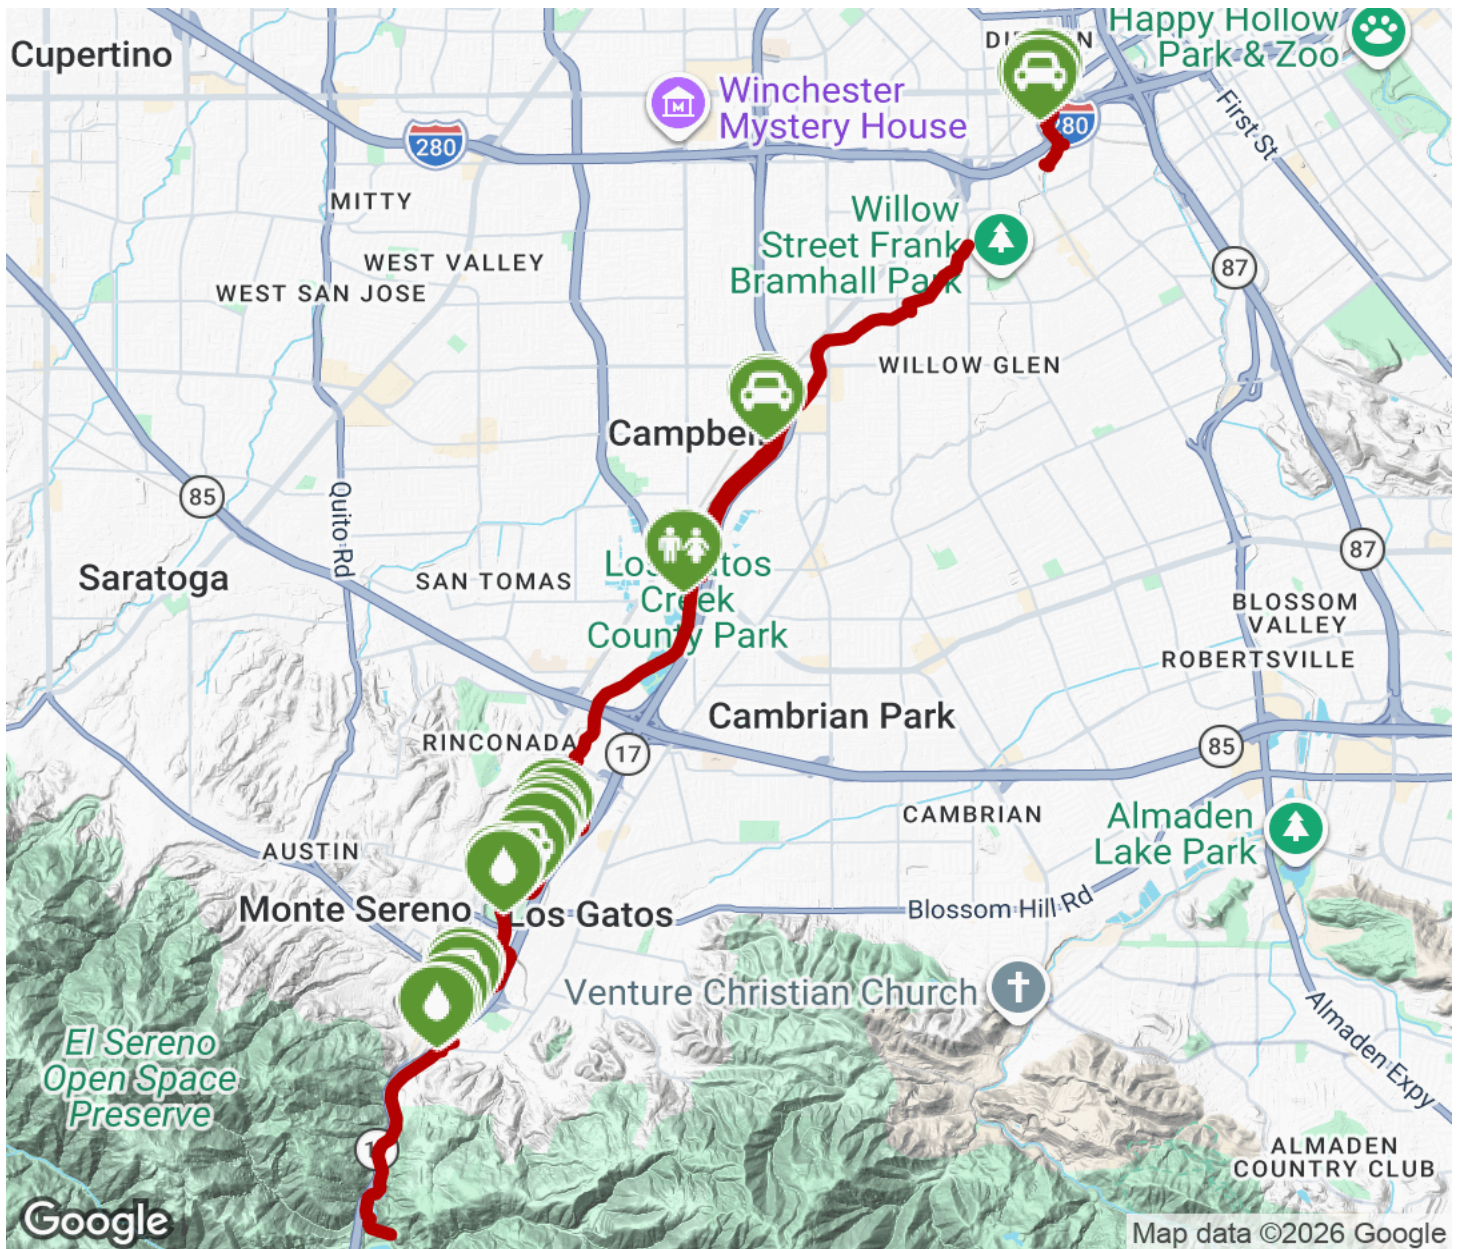 Happy Hollow
Park & Zoo
Cupertino
Winchester
Mystery House
280
280
First St
MITTY
Willow
Street Frank
Bramhall Park
WEST VALLEY
87
WEST SAN JOSE
WILLOW GLEN
Campbell
85
Quito Rd
87
Saratoga
SAN TOMAS
Creek
County Park
BLOSSOM
VALLEY
ROBERTSVILLE
Cambrian Park
RINCONADA
17
85
CAMBRIAN
Almaden
Lake Park
AUSTIN
Monte Sereno
Los Gatos
Blossom Hill Rd
Venture Christian Church
El Sereno
Open Space
Preserve
Almaden Expy
ALMADEN
COUNTRY CLUB
Google
Map data ©2026 Google